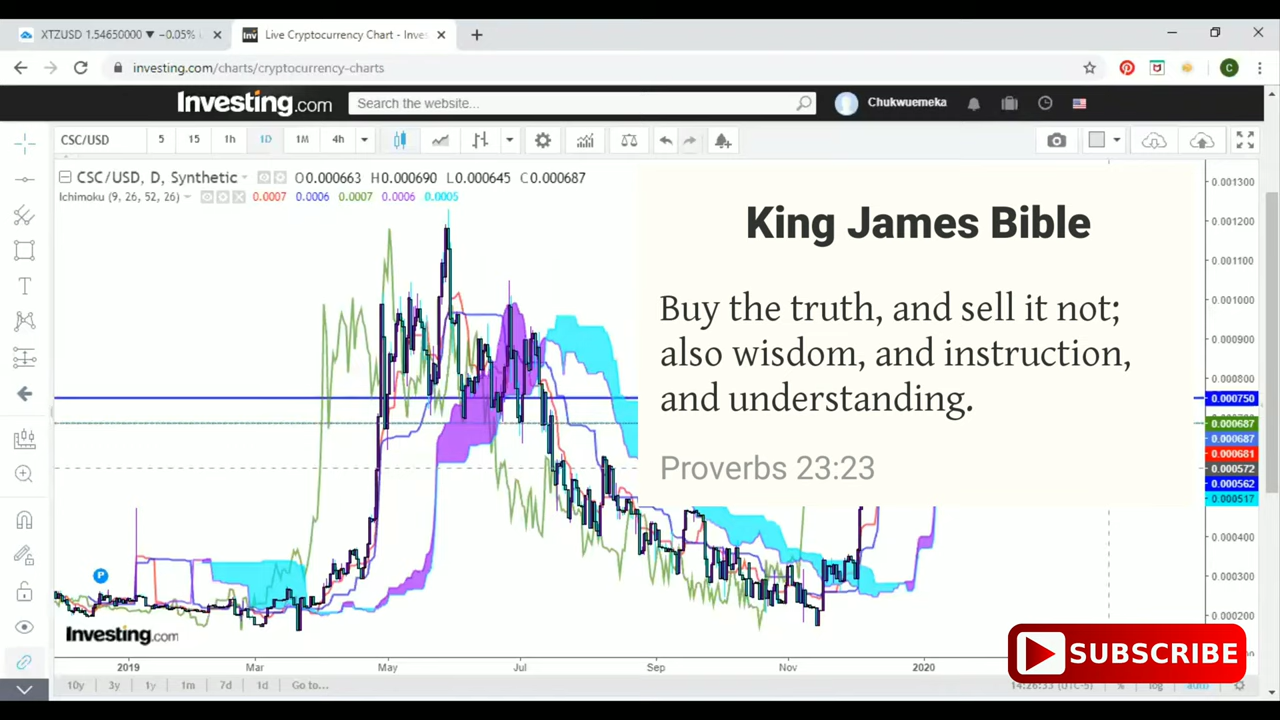 XTZUSD 1.54650000 ▼ −0.05%
Live Cryptocurrency Chart - Inves
investing.com/charts/cryptocurrency-charts
C
Investing.com
Search the website...
Chukwuemeka
CSC/USD
5
15
1h
1D
1M
4h
CSC/USD, D, Synthetic
O0.000663 H0.000690 L0.000645 C0.000687
Ichimoku (9, 26, 52, 26)
0.0007 0.0006 0.0007 0.0006 0.0005
King James Bible
Buy the truth, and sell it not;
also wisdom, and instruction,
and understanding.
Proverbs 23:23
0.001300
0.001200
0.001100
0.001000
0.000900
0.000800
0.000750
0.000687
0.000687
0.000681
0.000572
0.000562
0.000517
0.000400
0.000300
0.000200
P
Investing.com
2019
Mar
May
Jul
Sep
Nov
2020
10y
3y
1y
1m
7d
1d
Go to...
SUBSCRIBE
%
log
auto